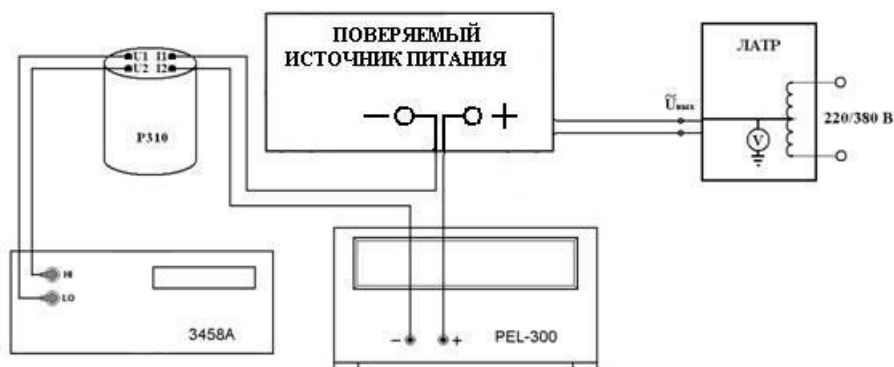 ПОВЕРЯЕМЫЙ
ИСТОЧНИК ПИТАНИЯ
− +
ЛАТР
Ũвых
220/380 В
V
U1 I1
U2 I2
P310
HI
LO
3458A
− +
PEL-300